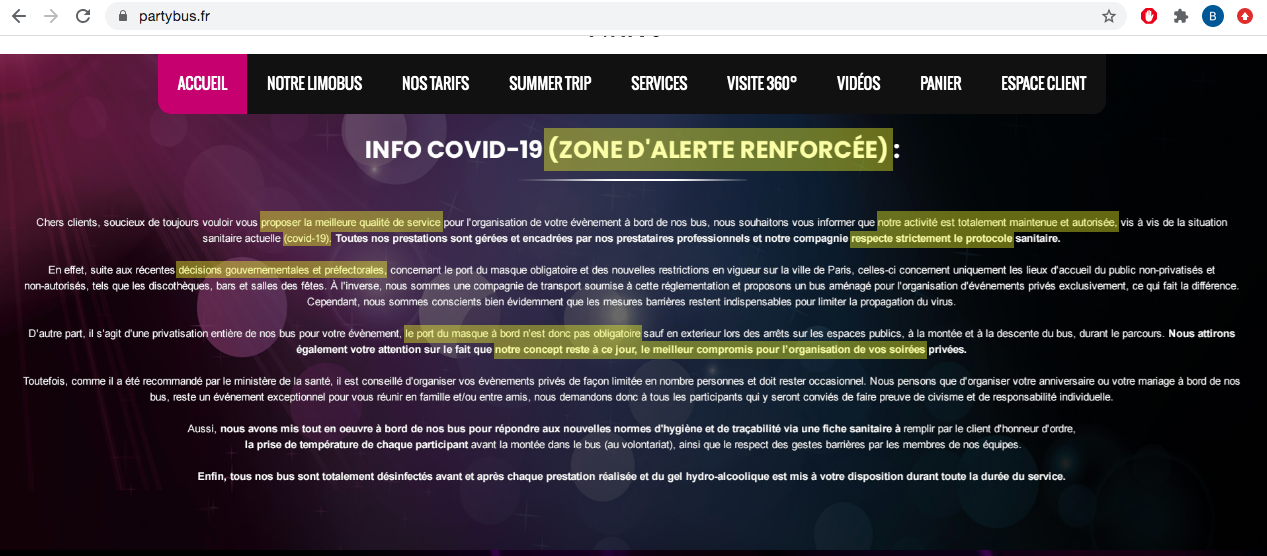 partybus.fr
B
ACCUEIL NOTRE LIMOBUS NOS TARIFS SUMMER TRIP SERVICES VISITE 360° VIDÉOS PANIER ESPACE CLIENT
INFO COVID-19 (ZONE D'ALERTE RENFORCÉE) :
Chers clients, soucieux de toujours vouloir vous proposer la meilleure qualité de service pour l'organisation de votre évènement à bord de nos bus, nous souhaitons vous informer que notre activité est totalement maintenue et autorisée, vis à vis de la situation
sanitaire actuelle (covid-19). Toutes nos prestations sont gérées et encadrées par nos prestataires professionnels et notre compagnie respecte strictement le protocole sanitaire.
En effet, suite aux récentes décisions gouvernementales et préfectorales, concernant le port du masque obligatoire et des nouvelles restrictions en vigueur sur la ville de Paris, celles-ci concernent uniquement les lieux d'accueil du public non-privatisés et
non-autorisés, tels que les discothèques, bars et salles des fêtes. À l'inverse, nous sommes une compagnie de transport soumise à cette réglementation et proposons un bus aménagé pour l'organisation d'événements privés exclusivement, ce qui fait la différence.
Cependant, nous sommes conscients bien évidemment que les mesures barrières restent indispensables pour limiter la propagation du virus.
D'autre part, il s'agit d'une privatisation entière de nos bus pour votre évènement, le port du masque à bord n'est donc pas obligatoire sauf en exterieur lors des arrêts sur les espaces publics, à la montée et à la descente du bus, durant le parcours. Nous attirons
également votre attention sur le fait que notre concept reste à ce jour, le meilleur compromis pour l'organisation de vos soirées privées.
Toutefois, comme il a été recommandé par le ministère de la santé, il est conseillé d'organiser vos évènements privés de façon limitée en nombre personnes et doit rester occasionnel. Nous pensons que d'organiser votre anniversaire ou votre mariage à bord de nos
bus, reste un événement exceptionnel pour vous réunir en famille et/ou entre amis, nous demandons donc à tous les participants qui y seront conviés de faire preuve de civisme et de responsabilité individuelle.
Aussi, nous avons mis tout en oeuvre à bord de nos bus pour répondre aux nouvelles normes d'hygiène et de traçabilité via une fiche sanitaire à remplir par le client d'honneur d'ordre,
la prise de température de chaque participant avant la montée dans le bus (au volontariat), ainsi que le respect des gestes barrières par les membres de nos équipes.
Enfin, tous nos bus sont totalement désinfectés avant et après chaque prestation réalisée et du gel hydro-alcoolique est mis à votre disposition durant toute la durée du service.